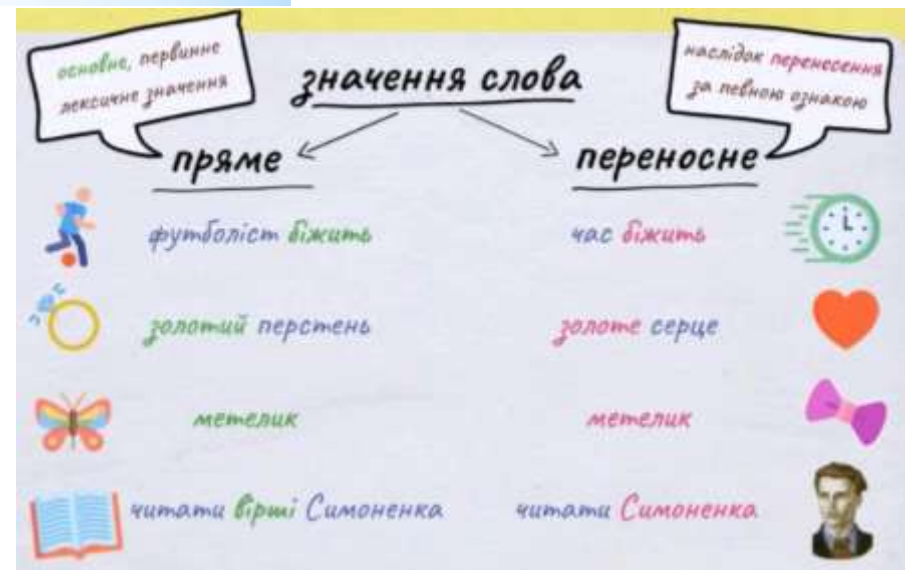 основне, первинне
лексичне значення
значення слова
наслідок перенесення
за певною ознакою
пряме
переносне
футболіст біжить
час біжить
золотий перстень
золоте серце
метелик
метелик
читати вірші Симоненка
читати Симоненка